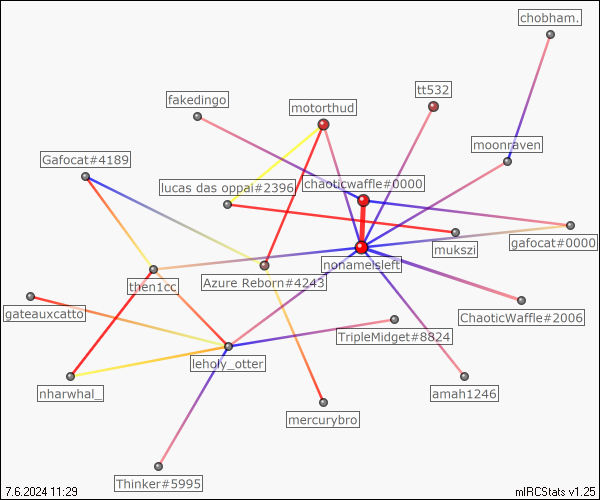 chobham.
tt532
fakedingo
motorthud
moonraven
Gafocat#4189
chaoticwaffle#0000
lucas das oppai#2396
gafocat#0000
mukszi
nonameisleft
then1cc
Azure Reborn#4243
gateauxcatto
ChaoticWaffle#2006
TripleMidget#8824
leholy_otter
nharwhal_
amah1246
mercurybro
Thinker#5995
7.6.2024 11:29
mIRCStats v1.25